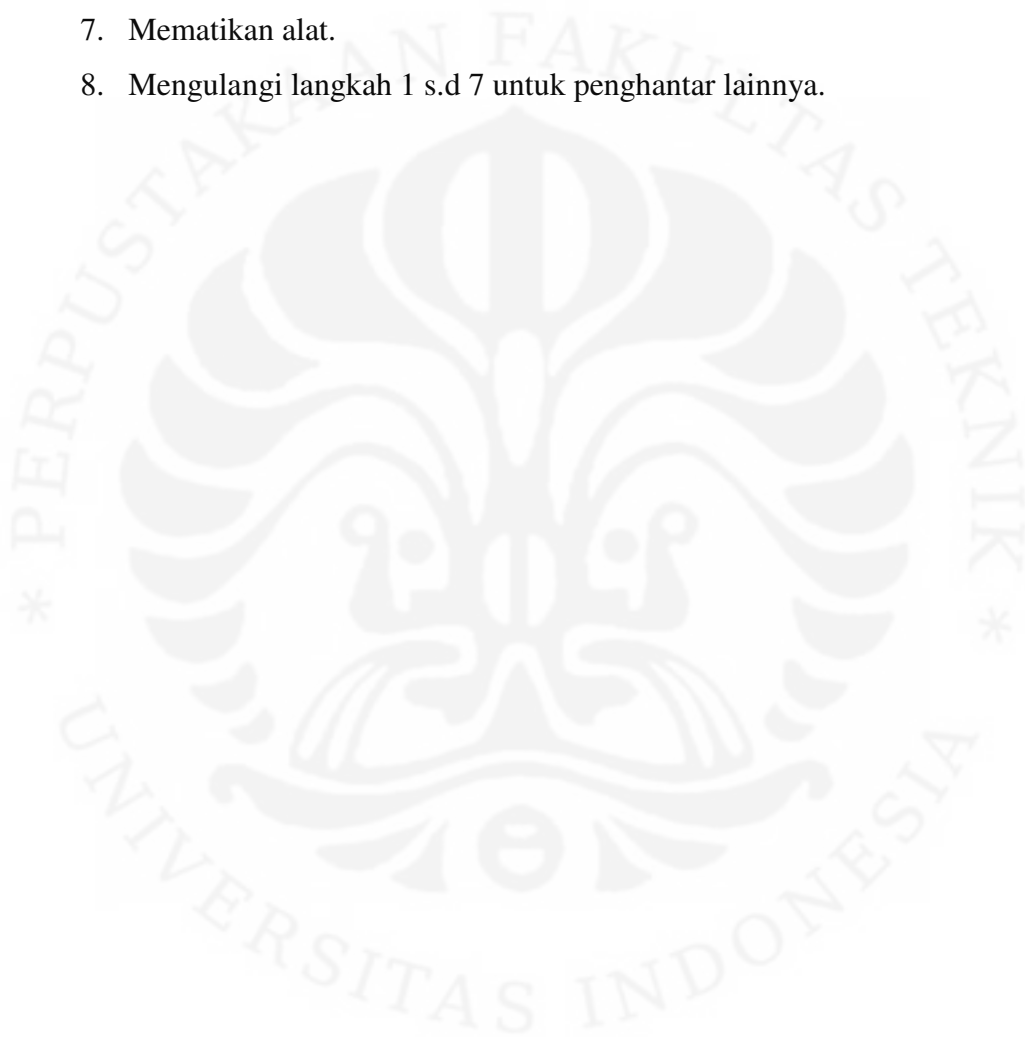 7. Mematikan alat.
8. Mengulangi langkah 1 s.d 7 untuk penghantar lainnya.
* PERPUSTAKAAN FAKULTAS TEKNIK *
UNIVERSITAS INDONESIA